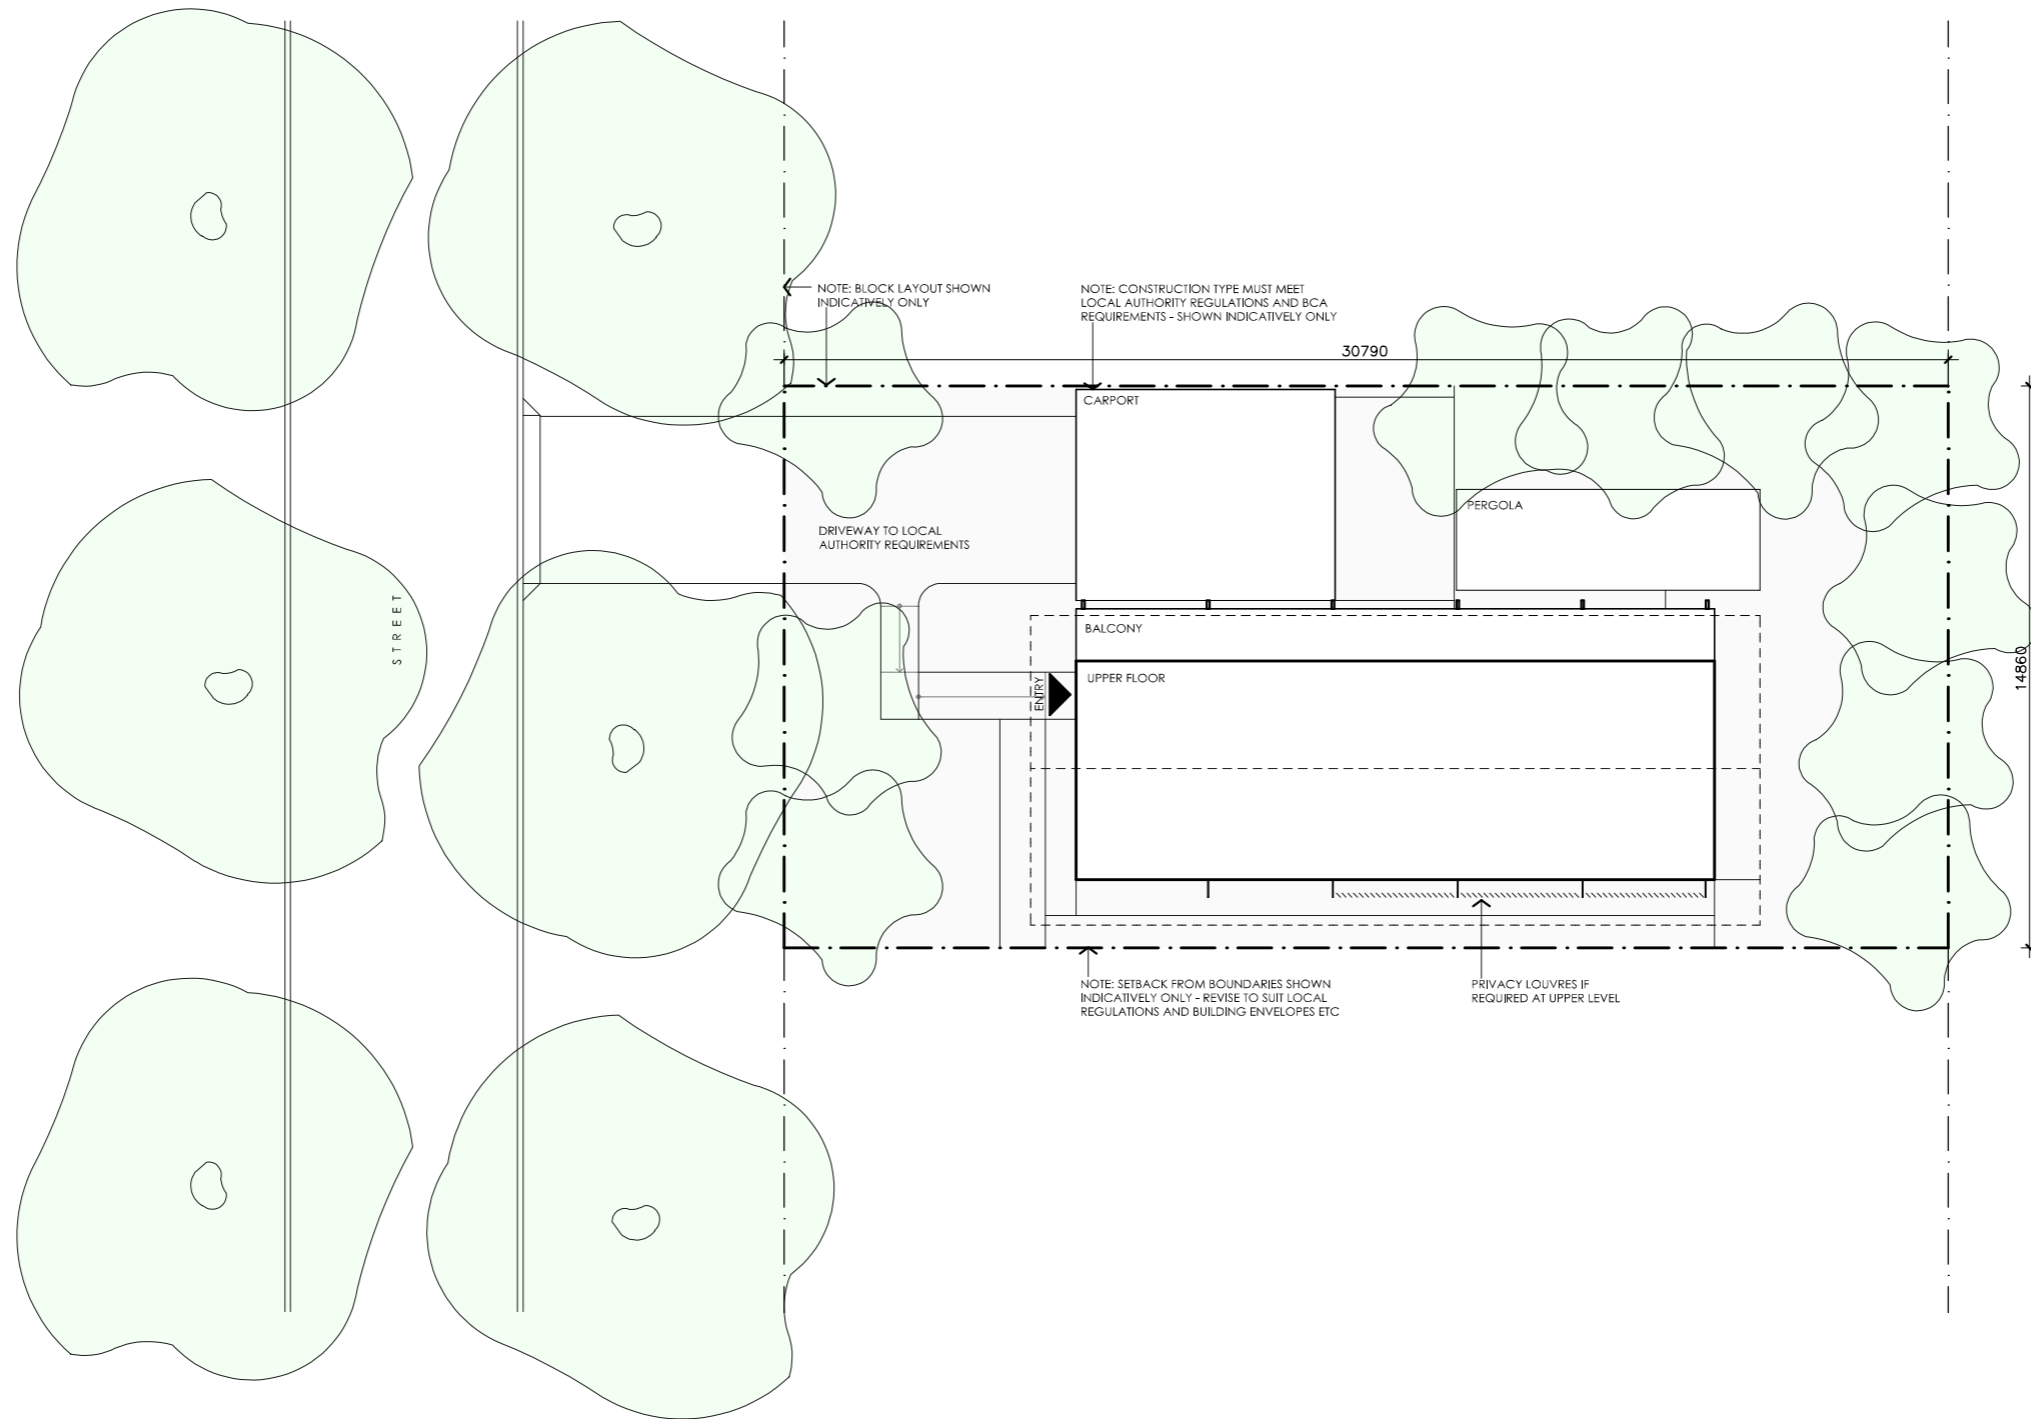 NOTE: BLOCK LAYOUT SHOWN
INDICATIVELY ONLY
NOTE: CONSTRUCTION TYPE MUST MEET
LOCAL AUTHORITY REGULATIONS AND BCA
REQUIREMENTS - SHOWN INDICATIVELY ONLY
30790
CARPORT
PERGOLA
DRIVEWAY TO LOCAL
AUTHORITY REQUIREMENTS
STREET
BALCONY
UPPER FLOOR
ENTRY
14860
NOTE: SETBACK FROM BOUNDARIES SHOWN
INDICATIVELY ONLY - REVISE TO SUIT LOCAL
REGULATIONS AND BUILDING ENVELOPES ETC
PRIVACY LOUVRES IF
REQUIRED AT UPPER LEVEL